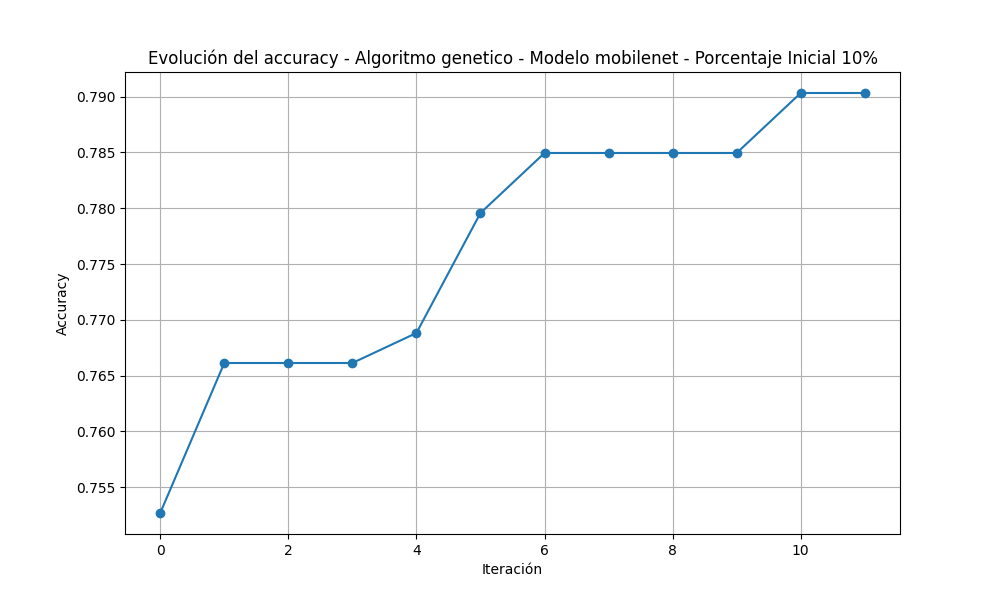 Evolución del accuracy - Algoritmo genetico - Modelo mobilenet - Porcentaje Inicial 10%
0.790
0.785
0.780
0.775
0.770
0.765
0.760
0.755
Accuracy
0 2 4 6 8 10
Iteración